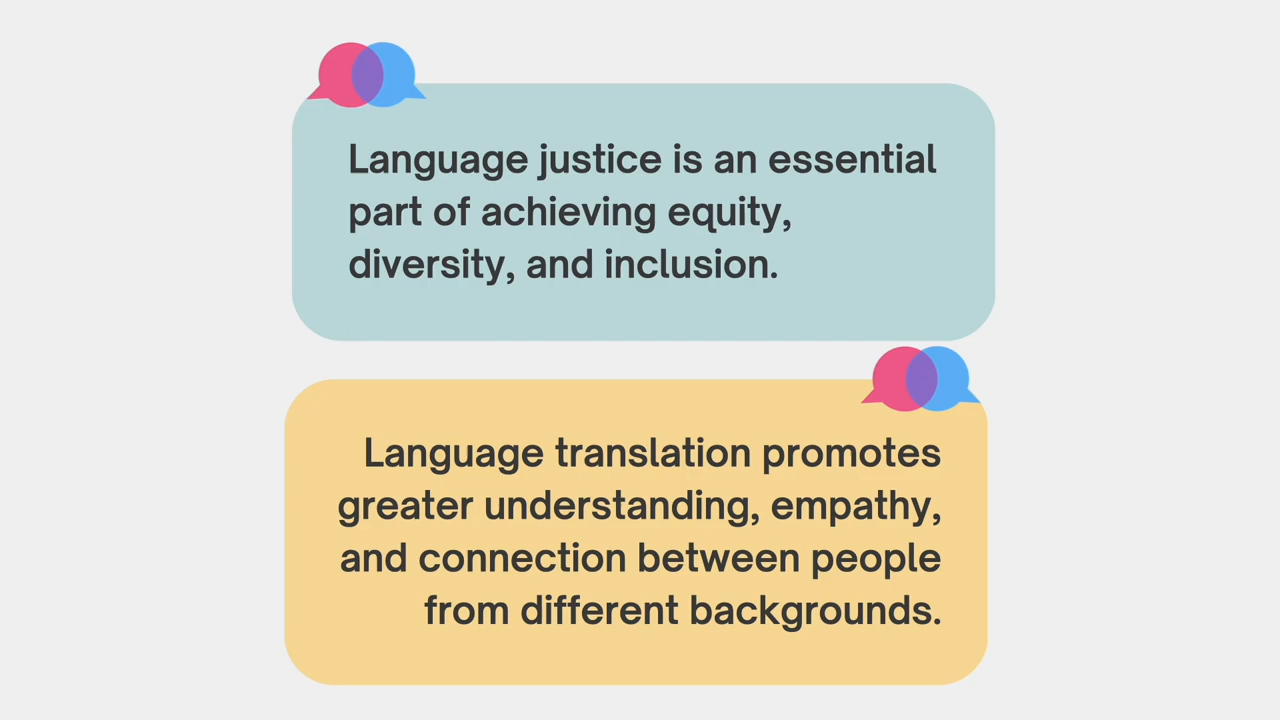 Language justice is an essential
part of achieving equity,
diversity, and inclusion.
Language translation promotes
greater understanding, empathy,
and connection between people
from different backgrounds.